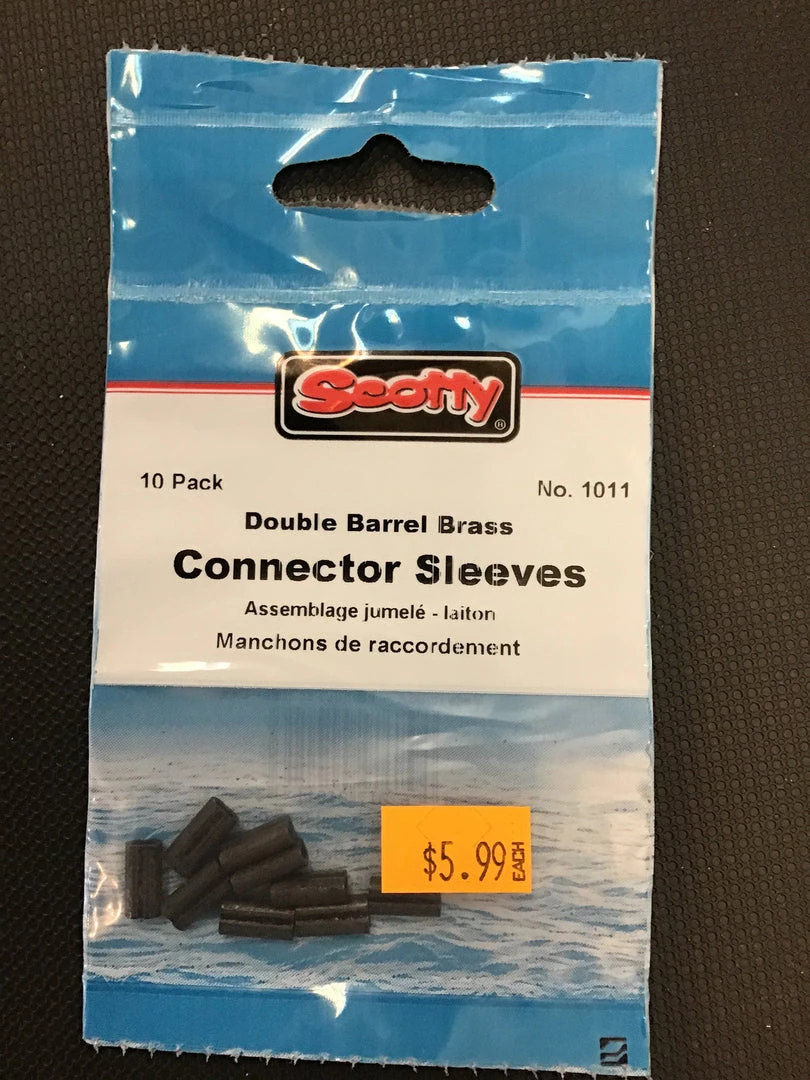 Scotty
®
10 Pack No. 1011
Double Barrel Brass
Connector Sleeves
Assemblage jumelé - laiton
Manchons de raccordement
$5.99 EACH